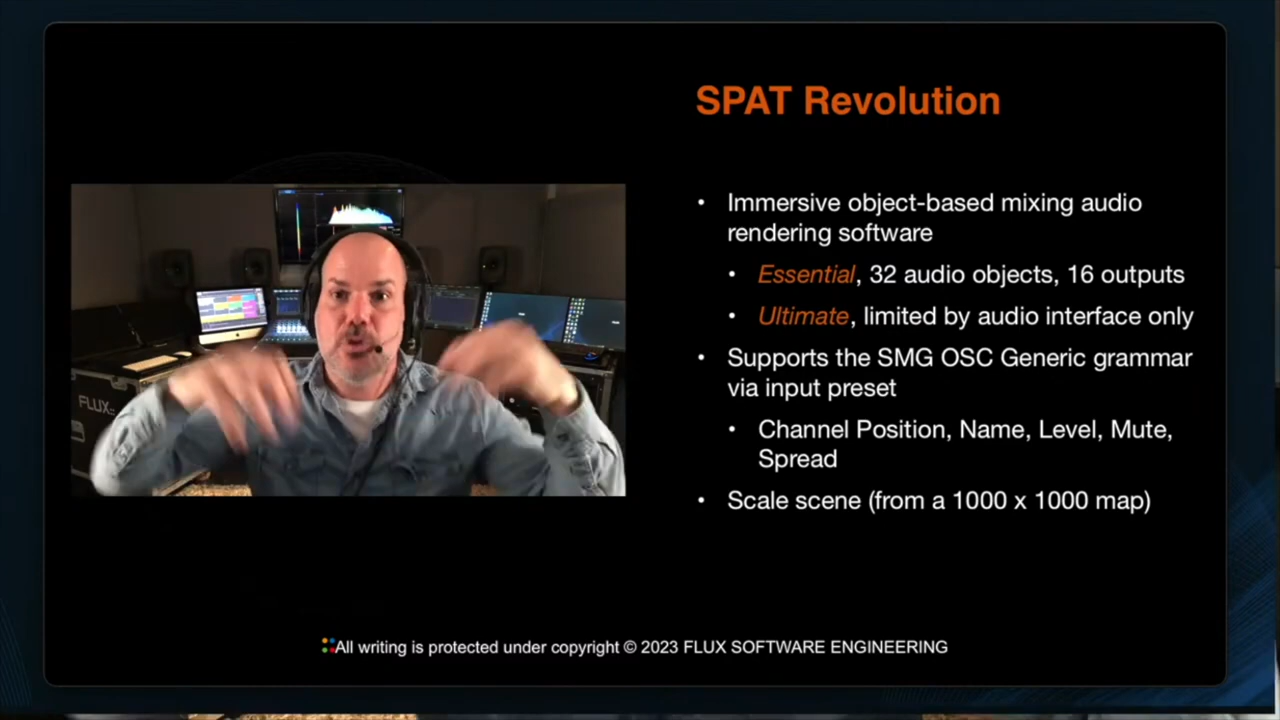 SPAT Revolution
• Immersive object-based mixing audio
rendering software
• Essential, 32 audio objects, 16 outputs
• Ultimate, limited by audio interface only
• Supports the SMG OSC Generic grammar
via input preset
• Channel Position, Name, Level, Mute,
Spread
• Scale scene (from a 1000 x 1000 map)
FLUX::
All writing is protected under copyright © 2023 FLUX SOFTWARE ENGINEERING